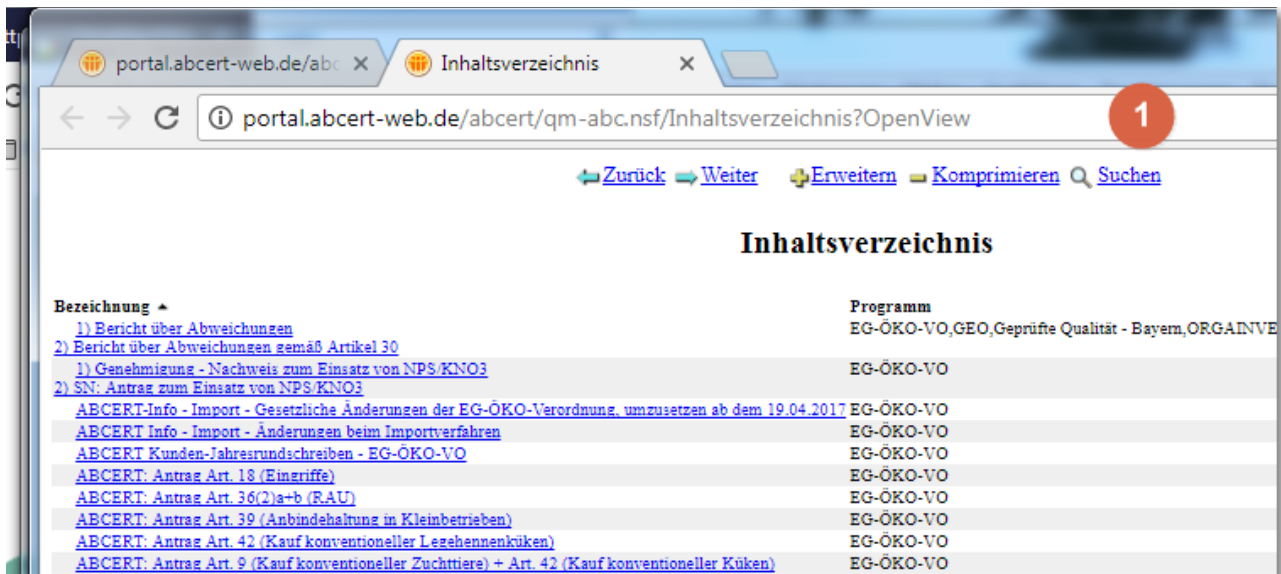 portal.abcert-web.de/abc
Inhaltsverzeichnis
portal.abcert-web.de/abcert/qm-abc.nsf/Inhaltsverzeichnis?OpenView
1
Zurück Weiter Erweitern Komprimieren Suchen
Inhaltsverzeichnis
Bezeichnung Programm
1) Bericht über Abweichungen EG-ÖKO-VO,GEO,Geprüfte Qualität - Bayern,ORGAINVE
2) Bericht über Abweichungen gemäß Artikel 30
1) Genehmigung - Nachweis zum Einsatz von NPS/KNO3 EG-ÖKO-VO
2) SN: Antrag zum Einsatz von NPS/KNO3
ABCERT-Info - Import - Gesetzliche Änderungen der EG-ÖKO-Verordnung, umzusetzen ab dem 19.04.2017 EG-ÖKO-VO
ABCERT Info - Import - Änderungen beim Importverfahren EG-ÖKO-VO
ABCERT Kunden-Jahresrundschreiben - EG-ÖKO-VO EG-ÖKO-VO
ABCERT: Antrag Art. 18 (Eingriffe) EG-ÖKO-VO
ABCERT: Antrag Art. 36(2)a+b (RAU) EG-ÖKO-VO
ABCERT: Antrag Art. 39 (Anbindehaltung in Kleinbetrieben) EG-ÖKO-VO
ABCERT: Antrag Art. 42 (Kauf konventioneller Legehennenküken) EG-ÖKO-VO
ABCERT: Antrag Art. 9 (Kauf konventioneller Zuchttiere) + Art. 42 (Kauf konventioneller Küken) EG-ÖKO-VO